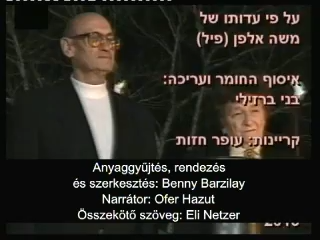 על פי עדותו של
משה אלפן (פיל)
איסוף החומר ועריכה:
בני ברזילי
קריינות: עופר חזות
Anyaggyűjtés, rendezés
és szerkesztés: Benny Barzilay
Narrátor: Ofer Hazut
Összekötő szöveg: Eli Netzer